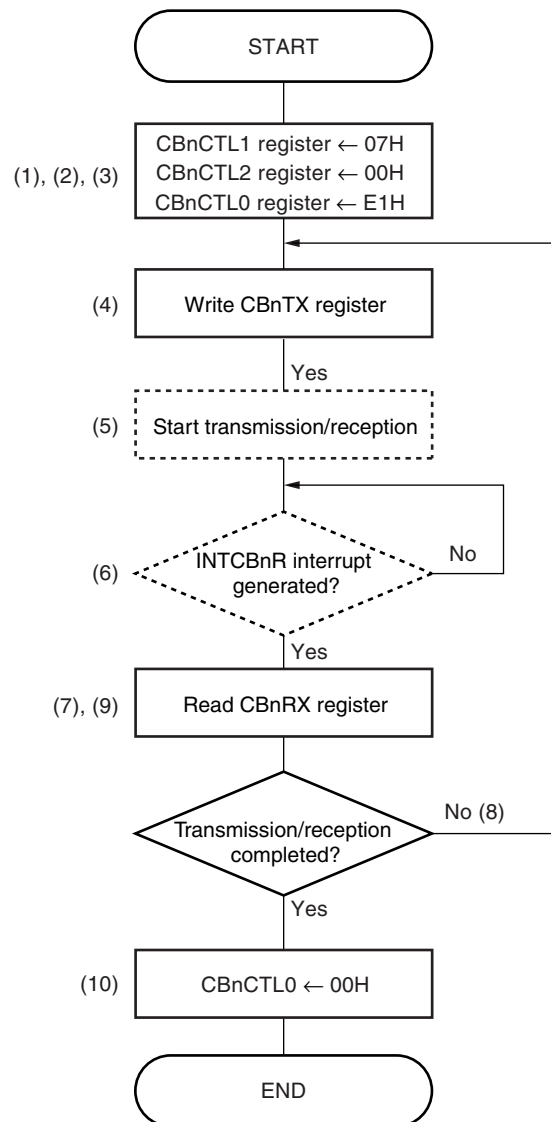 START
(1), (2), (3)
CBnCTL1 register ← 07H
CBnCTL2 register ← 00H
CBnCTL0 register ← E1H
(4)
Write CBnTX register
Yes
(5)
Start transmission/reception
(6)
INTCBnR interrupt
generated?
No
Yes
(7), (9)
Read CBnRX register
Transmission/reception
completed?
No (8)
Yes
(10)
CBnCTL0 ← 00H
END